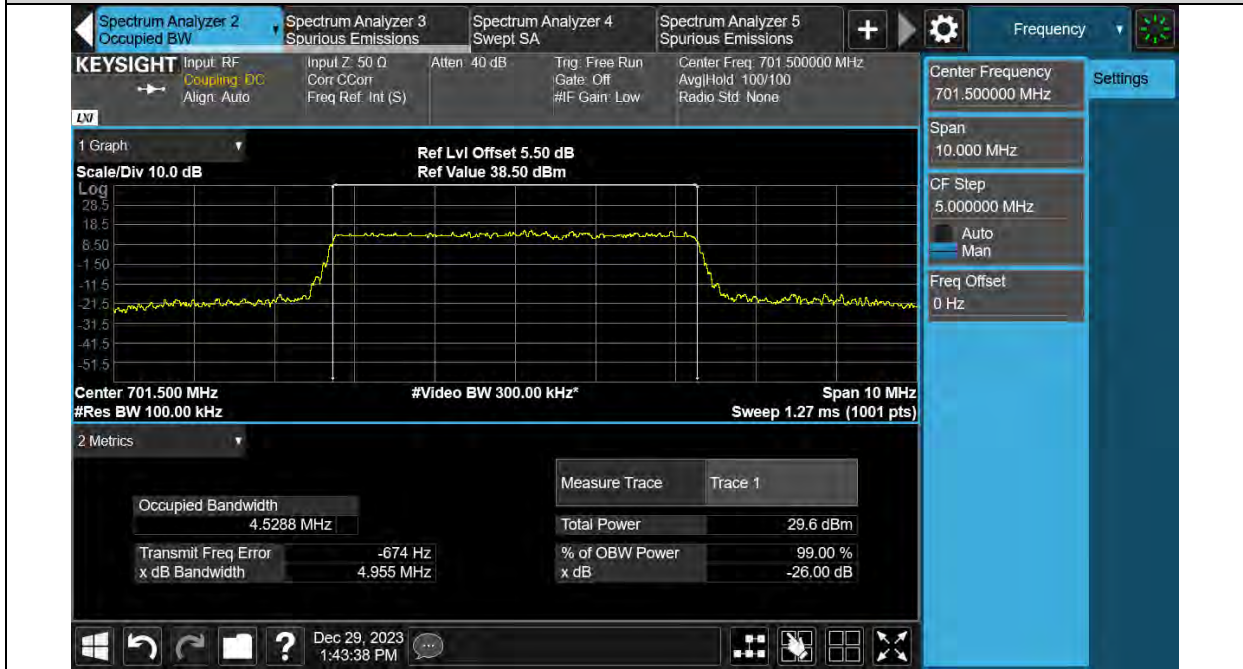 Spectrum Analyzer 2
Occupied BW
Spectrum Analyzer 3
Spurious Emissions
Spectrum Analyzer 4
Swept SA
Spectrum Analyzer 5
Spurious Emissions
Frequency
KEYSIGHT
Input: RF
Coupling: DC
Align: Auto
Input Z: 50 Ω
Corr CCorr
Freq Ref: Int (S)
Atten: 40 dB
Trig: Free Run
Gate: Off
#IF Gain: Low
Center Freq: 701.500000 MHz
Avg|Hold: 100/100
Radio Std: None
LXI
Center Frequency
701.500000 MHz
Settings
Span
10.000 MHz
CF Step
5.000000 MHz
Auto
Man
Freq Offset
0 Hz
1 Graph
Scale/Div 10.0 dB
Ref Lvl Offset 5.50 dB
Ref Value 38.50 dBm
Log
28.5
18.5
8.50
-1.50
-11.5
-21.5
-31.5
-41.5
-51.5
Center 701.500 MHz
#Video BW 300.00 kHz*
Span 10 MHz
#Res BW 100.00 kHz
Sweep 1.27 ms (1001 pts)
2 Metrics
Measure Trace
Trace 1
Occupied Bandwidth
4.5288 MHz
Total Power
29.6 dBm
Transmit Freq Error
-674 Hz
% of OBW Power
99.00 %
x dB Bandwidth
4.955 MHz
x dB
-26.00 dB
Dec 29, 2023
1:43:38 PM